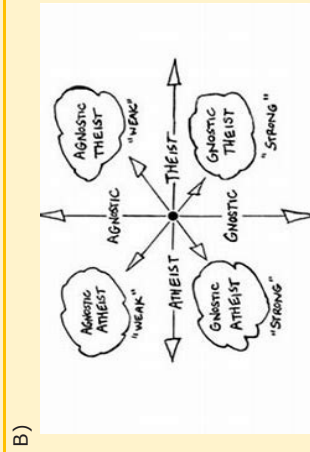 B)
AGNOSTIC
ATHEIST
"WEAK"
AGNOSTIC
AGNOSTIC
THEIST
"WEAK"
ATHEIST
THEIST
GNOSTIC
ATHEIST
"STRONG"
GNOSTIC
GNOSTIC
THEIST
"STRONG"